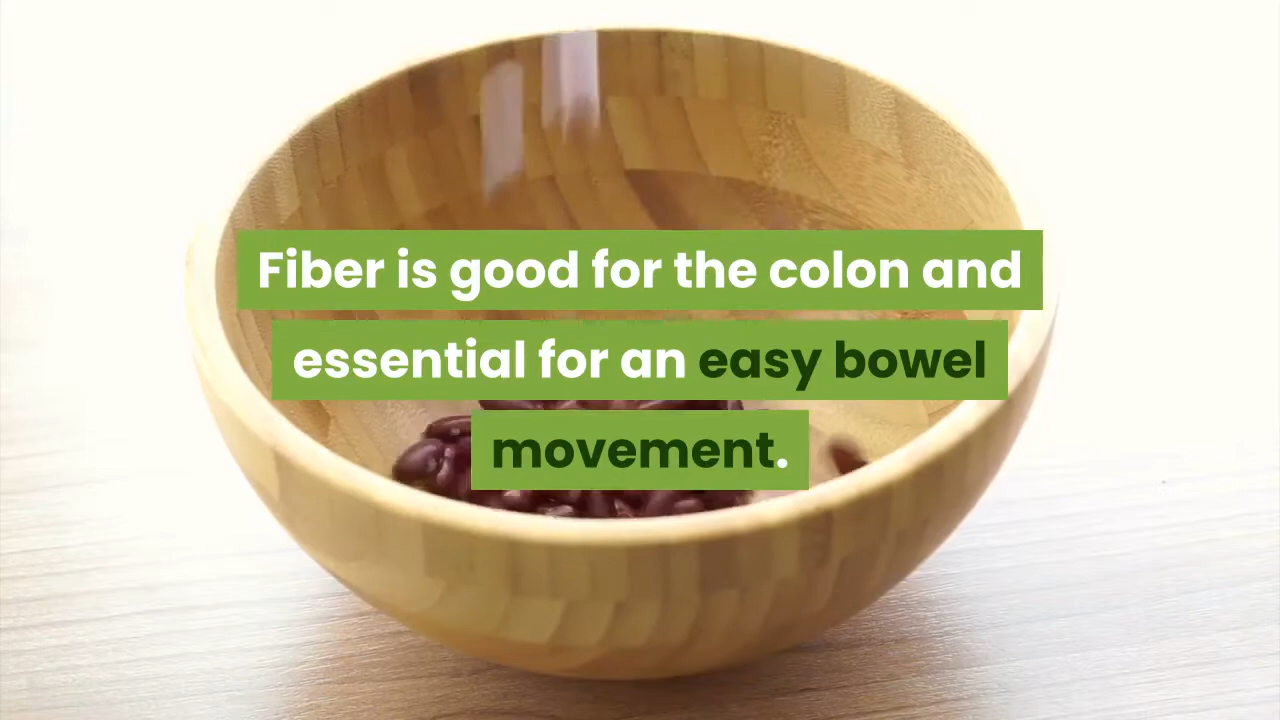 Fiber is good for the colon and
essential for an easy bowel
movement.